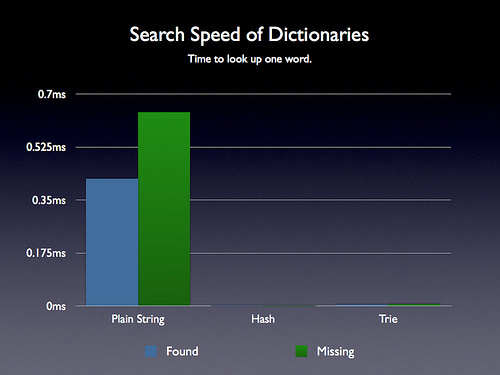 Search Speed of Dictionaries
Time to look up one word.
0.7ms
0.525ms
0.35ms
0.175ms
0ms
Plain String Hash Trie
Found Missing